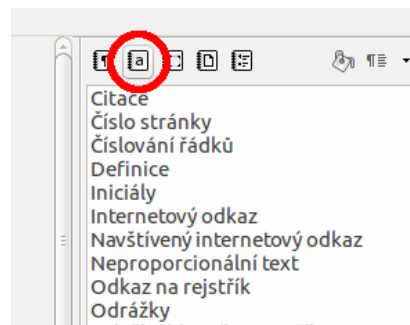 a
Citace
Číslo stránky
Číslování řádků
Definice
Iniciály
Internetový odkaz
Navštívený internetový odkaz
Neproporcionální text
Odkaz na rejstřík
Odrážky